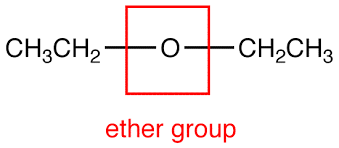 CH₃CH₂—O—CH₂CH₃
ether group